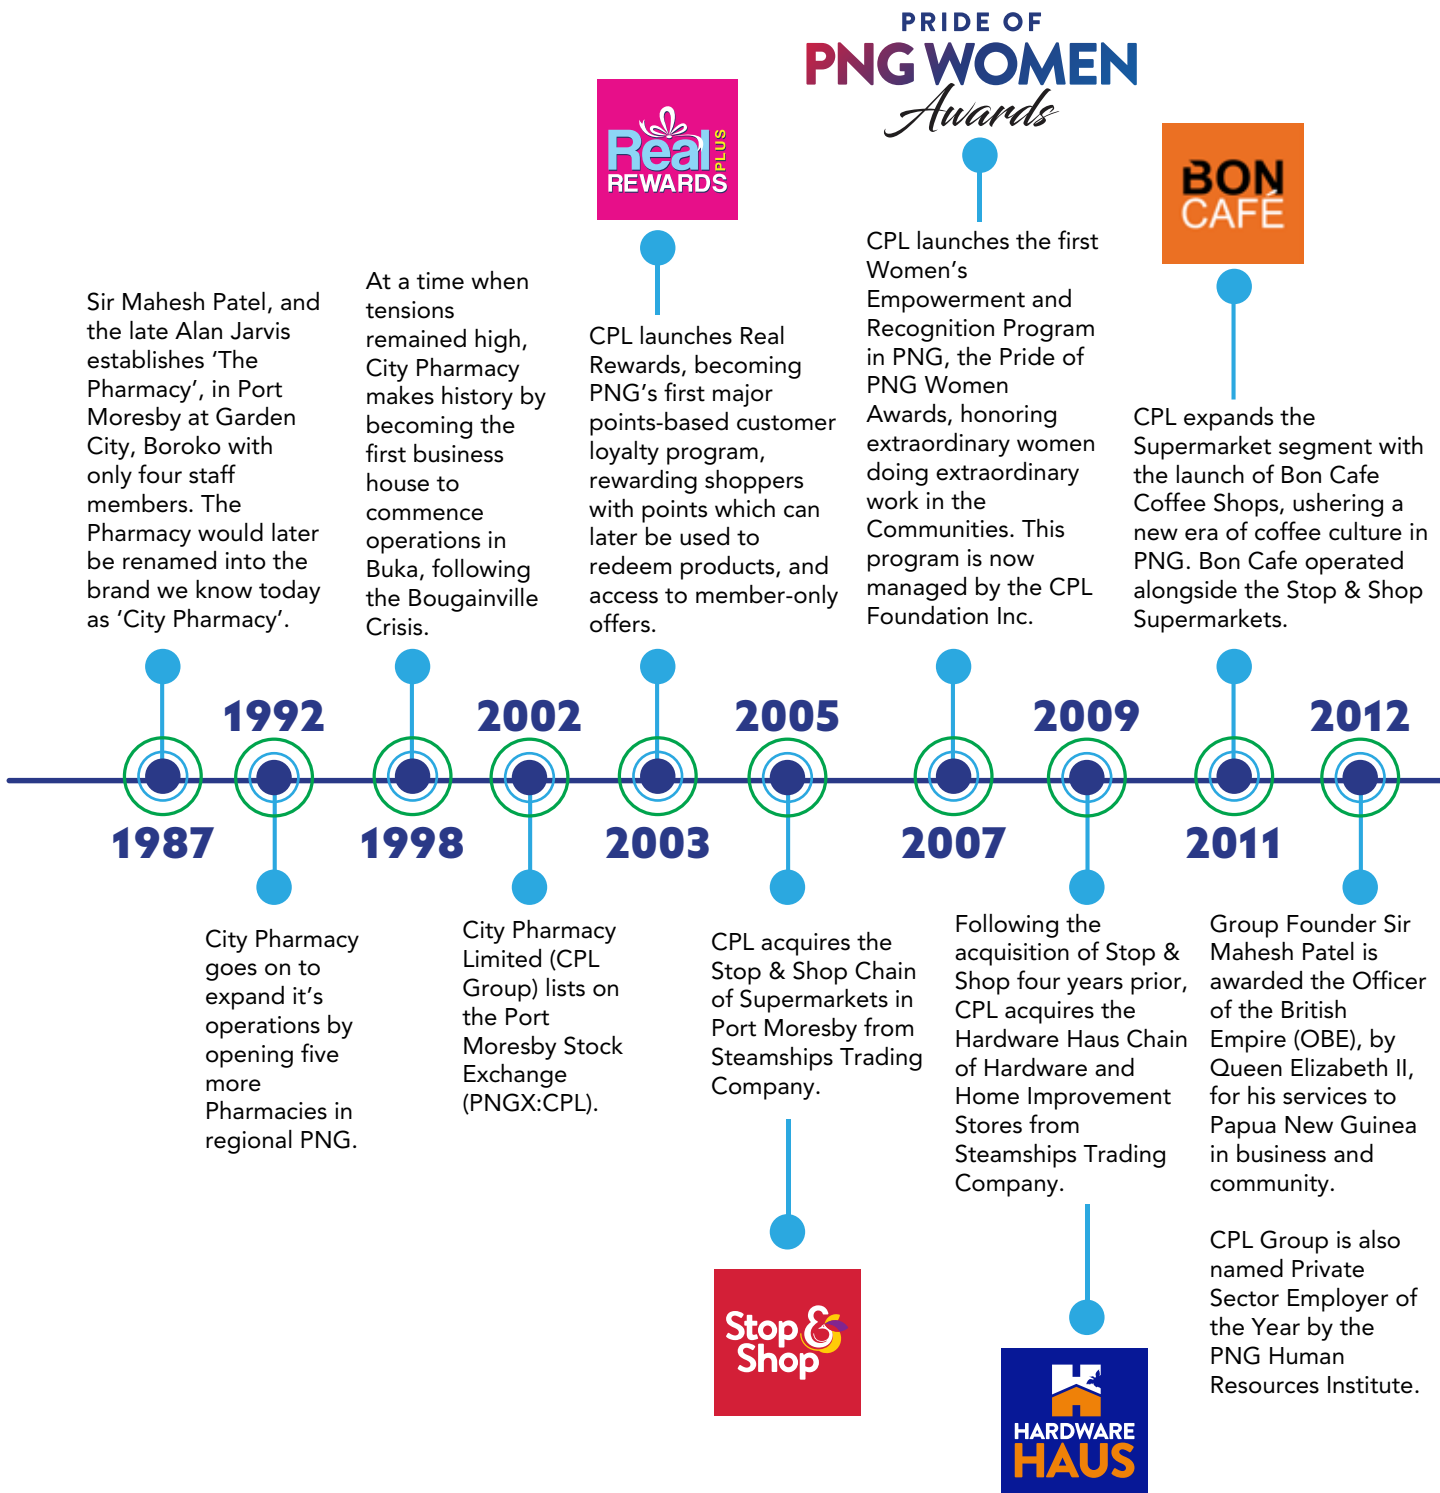 PRIDE OF
PNG WOMEN
Awards
Real PLUS
REWARDS
BON
CAFÉ
Sir Mahesh Patel, and
the late Alan Jarvis
establishes ‘The
Pharmacy’, in Port
Moresby at Garden
City, Boroko with
only four staff
members. The
Pharmacy would later
be renamed into the
brand we know today
as ‘City Pharmacy’.
At a time when
tensions
remained high,
City Pharmacy
makes history by
becoming the
first business
house to
commence
operations in
Buka, following
the Bougainville
Crisis.
CPL launches Real
Rewards, becoming
PNG’s first major
points-based customer
loyalty program,
rewarding shoppers
with points which can
later be used to
redeem products, and
access to member-only
offers.
CPL launches the first
Women’s
Empowerment and
Recognition Program
in PNG, the Pride of
PNG Women
Awards, honoring
extraordinary women
doing extraordinary
work in the
Communities. This
program is now
managed by the CPL
Foundation Inc.
CPL expands the
Supermarket segment with
the launch of Bon Cafe
Coffee Shops, ushering a
new era of coffee culture in
PNG. Bon Cafe operated
alongside the Stop & Shop
Supermarkets.
1992
2002
2005
2009
2012
1987
1998
2003
2007
2011
City Pharmacy
goes on to
expand it’s
operations by
opening five
more
Pharmacies in
regional PNG.
City Pharmacy
Limited (CPL
Group) lists on
the Port
Moresby Stock
Exchange
(PNGX:CPL).
CPL acquires the
Stop & Shop Chain
of Supermarkets in
Port Moresby from
Steamships Trading
Company.
Following the
acquisition of Stop &
Shop four years prior,
CPL acquires the
Hardware Haus Chain
of Hardware and
Home Improvement
Stores from
Steamships Trading
Company.
Group Founder Sir
Mahesh Patel is
awarded the Officer
of the British
Empire (OBE), by
Queen Elizabeth II,
for his services to
Papua New Guinea
in business and
community.
CPL Group is also
named Private
Sector Employer of
the Year by the
PNG Human
Resources Institute.
Stop &
Shop
HARDWARE
HAUS